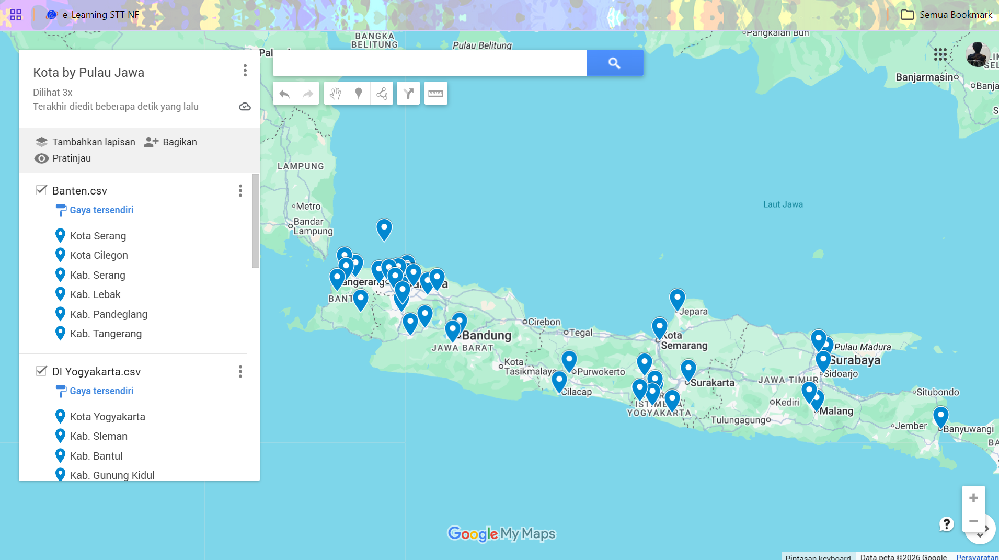 e-Learning STT NF
Semua Bookmark
Kota by Pulau Jawa
Dilihat 3x
Terakhir diedit beberapa detik yang lalu
Tambahkan lapisan
Bagikan
Pratinjau
Banten.csv
Gaya tersendiri
Kota Serang
Kota Cilegon
Kab. Serang
Kab. Lebak
Kab. Pandeglang
Kab. Tangerang
DI Yogyakarta.csv
Gaya tersendiri
Kota Yogyakarta
Kab. Sleman
Kab. Bantul
Kab. Gunung Kidul
BANGKA
BELITUNG
Pulau Belitung
Pangkalan Bun
Banjarmasin
LAMPUNG
Metro
Bandar
Lampung
Laut Jawa
Cirebon
Tegal
Bandung
JAWA BARAT
Kota
Tasikmalaya
Purwokerto
Cilacap
Jepara
Kota
Semarang
Surakarta
ISTIMEWA
YOGYAKARTA
Pulau Madura
Surabaya
Sidoarjo
JAWA TIMUR
Kediri
Malang
Tulungagung
Situbondo
Jember
Banyuwangi
Google My Maps
Pintasan keyboard
Data peta ©2026 Google
Persyaratan